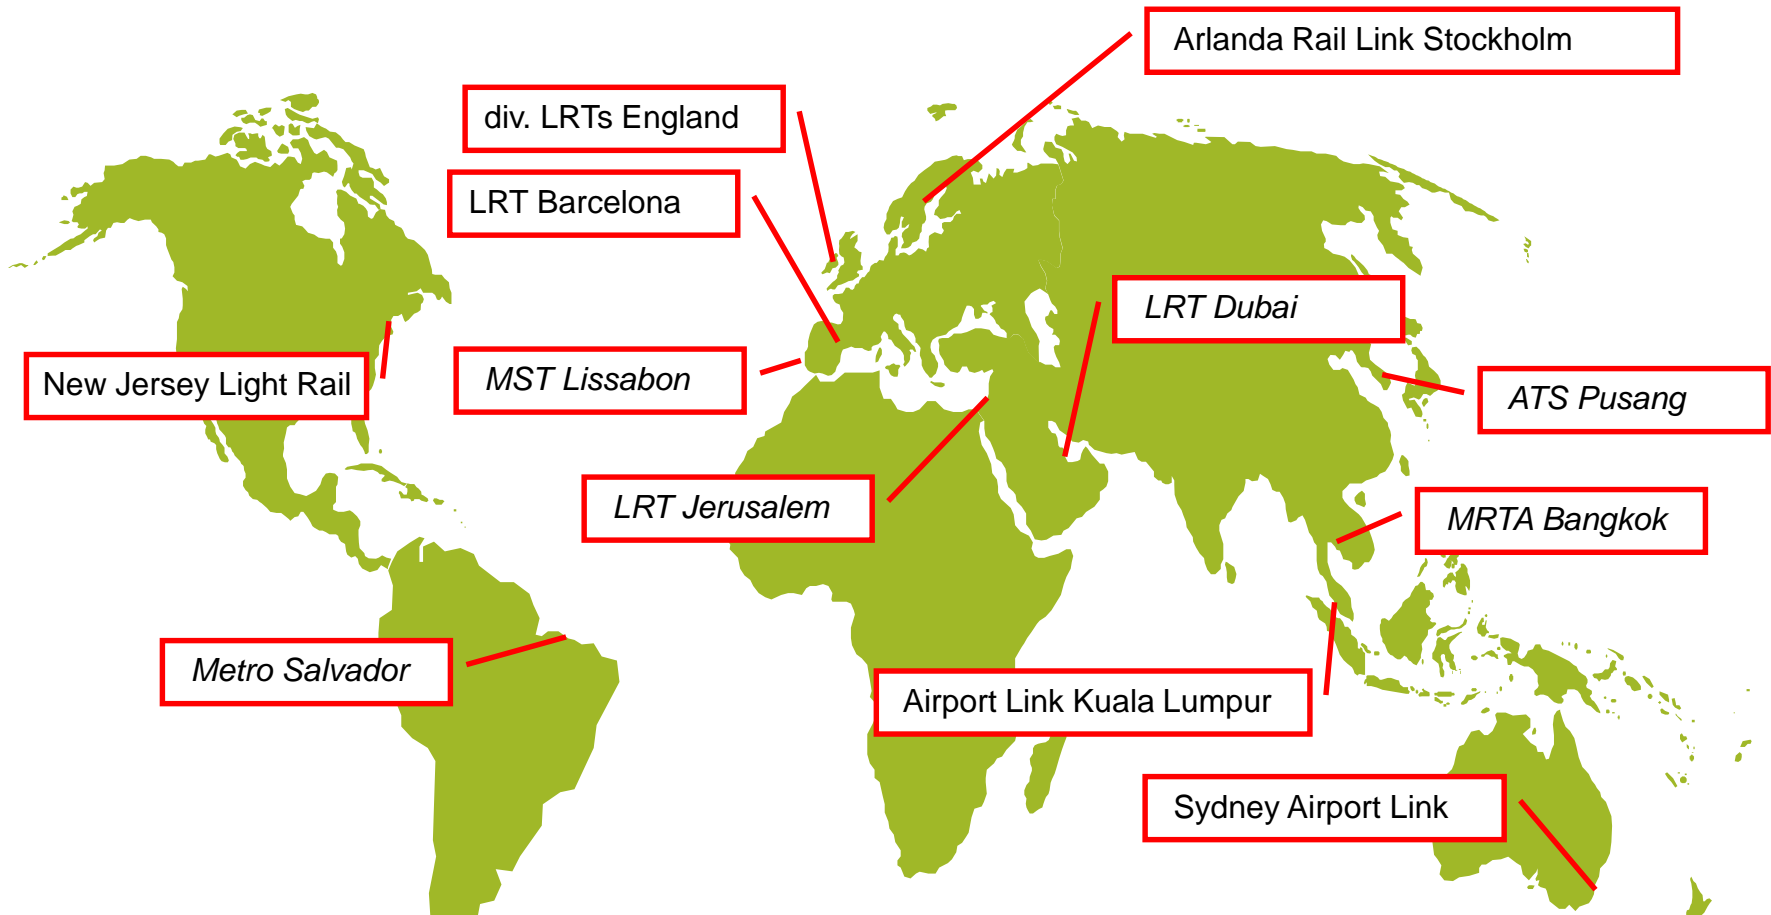 Arlanda Rail Link Stockholm
div. LRTs England
LRT Barcelona
LRT Dubai
New Jersey Light Rail
MST Lissabon
ATS Pusang
LRT Jerusalem
MRTA Bangkok
Metro Salvador
Airport Link Kuala Lumpur
Sydney Airport Link